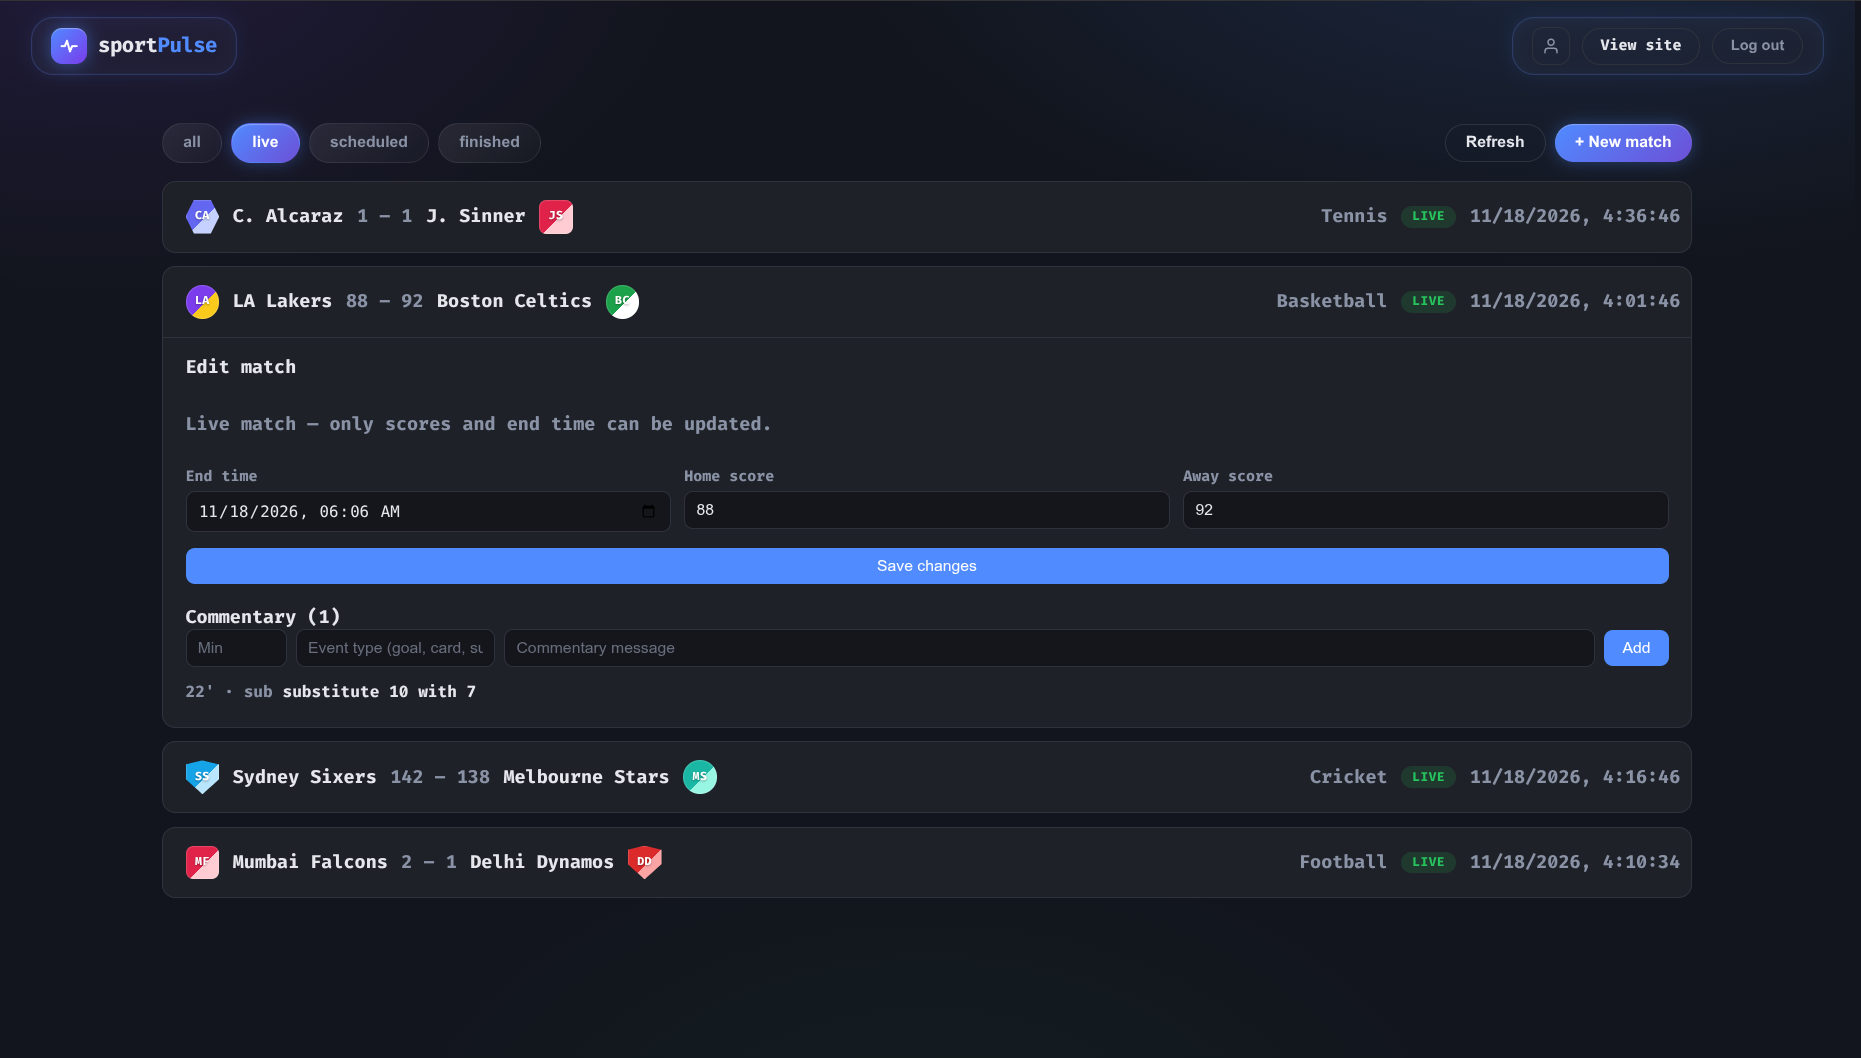 sportPulse
View site
Log out
all
live
scheduled
finished
Refresh
+ New match
CA C. Alcaraz 1 – 1 J. Sinner JS Tennis LIVE 11/18/2026, 4:36:46
LA LA Lakers 88 – 92 Boston Celtics BC Basketball LIVE 11/18/2026, 4:01:46
Edit match
Live match – only scores and end time can be updated.
End time
Home score
Away score
11/18/2026, 06:06 AM
88
92
Save changes
Commentary (1)
Min
Event type (goal, card, su
Commentary message
Add
22' · sub substitute 10 with 7
SS Sydney Sixers 142 – 138 Melbourne Stars MS Cricket LIVE 11/18/2026, 4:16:46
MF Mumbai Falcons 2 – 1 Delhi Dynamos DD Football LIVE 11/18/2026, 4:10:34